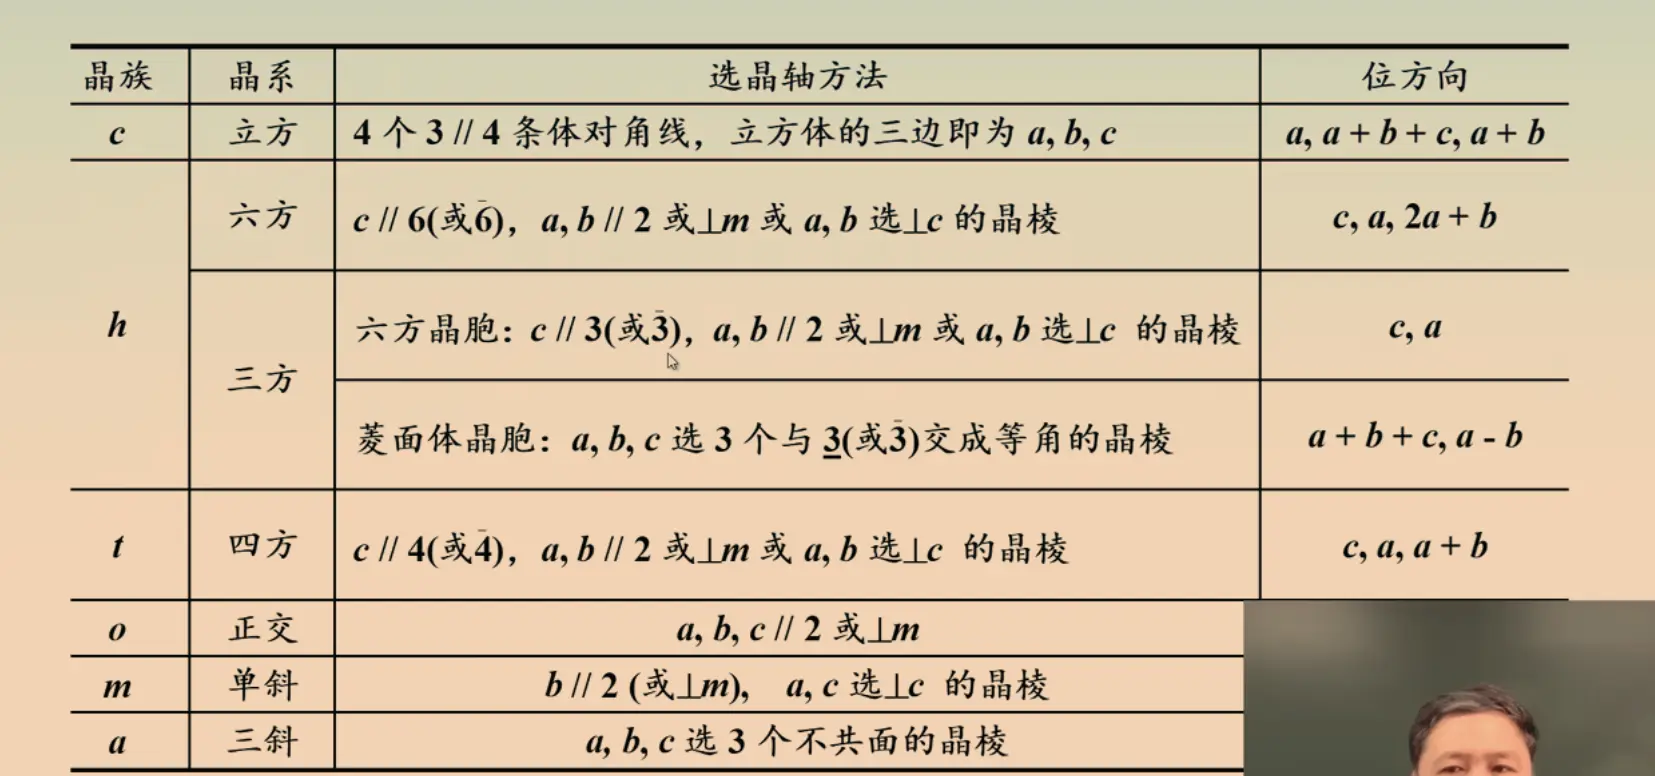 晶族 晶系 选晶轴方法 位方向
c 立方 4 个 3 // 4 条体对角线，立方体的三边即为 a, b, c a, a + b + c, a + b
h 六方 c // 6(或6̄)，a, b // 2 或⊥m 或 a, b 选⊥c 的晶棱 c, a, 2a + b
三方 六方晶胞：c // 3(或3̄)，a, b // 2 或⊥m 或 a, b 选⊥c 的晶棱 c, a
菱面体晶胞：a, b, c 选 3 个与 3(或3̄)交成等角的晶棱 a + b + c, a - b
t 四方 c // 4(或4̄)，a, b // 2 或⊥m 或 a, b 选⊥c 的晶棱 c, a, a + b
o 正交 a, b, c // 2 或⊥m
m 单斜 b // 2 (或⊥m)， a, c 选⊥c 的晶棱
a 三斜 a, b, c 选 3 个不共面的晶棱